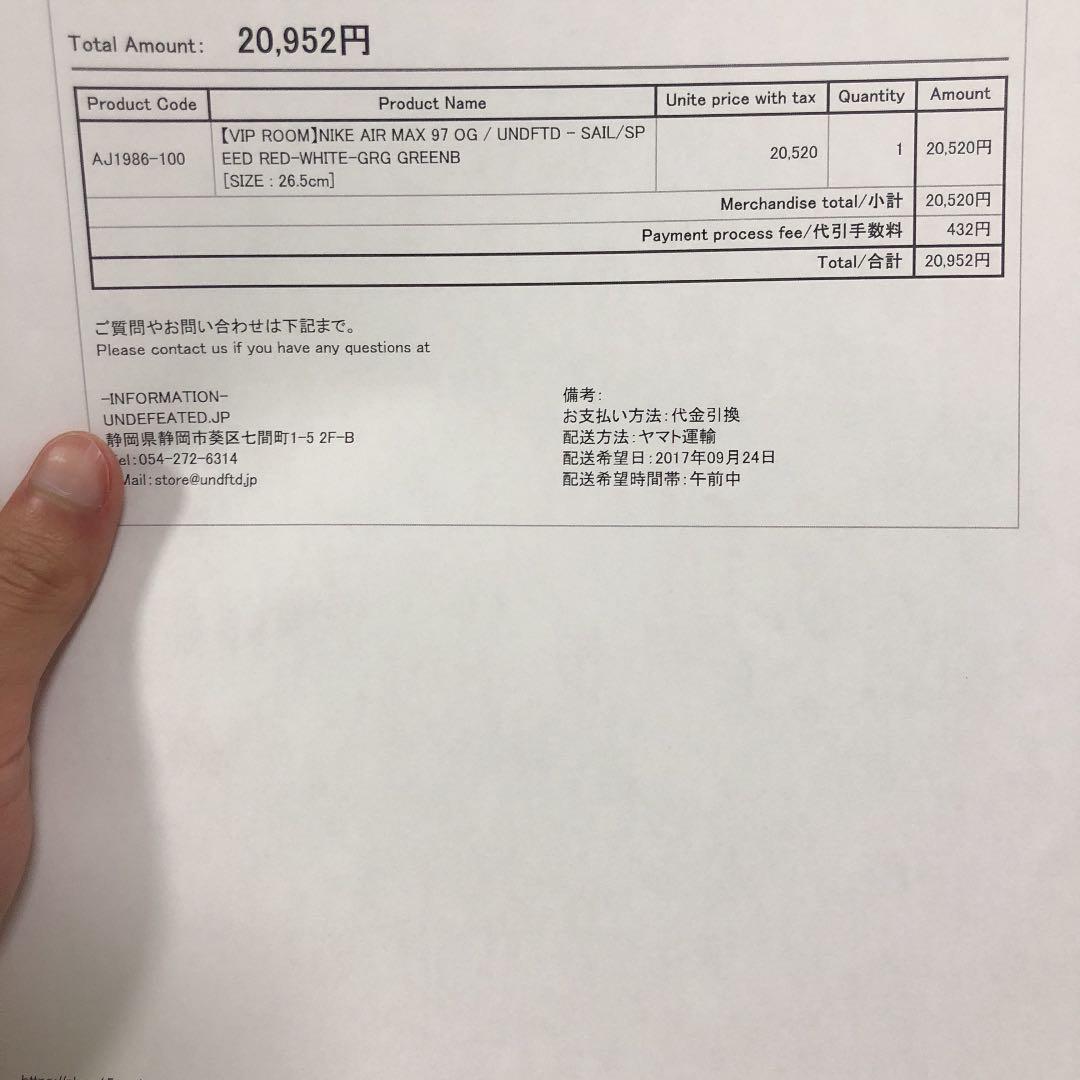 Total Amount: 20,952円
Product Code Product Name Unite price with tax Quantity Amount
AJ1986-100 【VIP ROOM】NIKE AIR MAX 97 OG / UNDFTD - SAIL/SP
EED RED-WHITE-GRG GREENB
[SIZE : 26.5cm] 20,520 1 20,520円
Merchandise total/小計 20,520円
Payment process fee/代引手数料 432円
Total/合計 20,952円
ご質問やお問い合わせは下記まで。
Please contact us if you have any questions at
-INFORMATION-
UNDEFEATED.JP
静岡県静岡市葵区七間町1-5 2F-B
el:054-272-6314
Mail:store@undftd.jp
備考:
お支払い方法:代金引換
配送方法:ヤマト運輸
配送希望日:2017年09月24日
配送希望時間帯:午前中